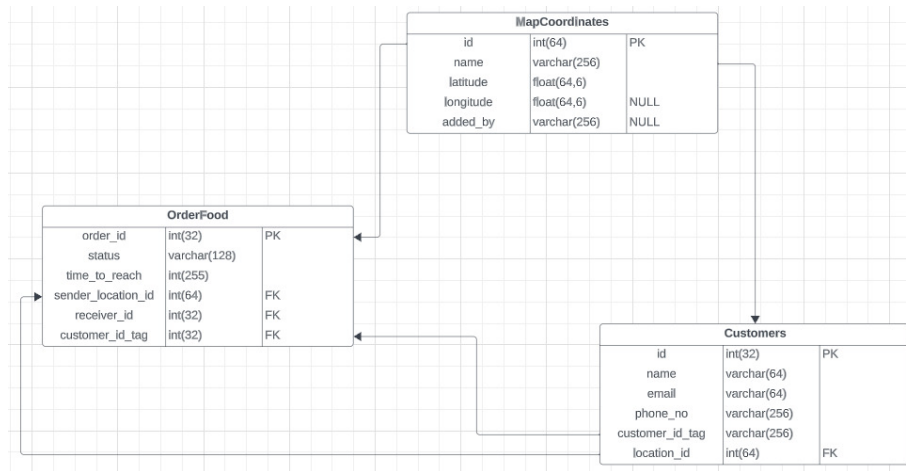 MapCoordinates
id int(64) PK
name varchar(256)
latitude float(64,6)
longitude float(64,6) NULL
added_by varchar(256) NULL
OrderFood
order_id int(32) PK
status varchar(128)
time_to_reach int(255)
sender_location_id int(64) FK
receiver_id int(32) FK
customer_id_tag int(32) FK
Customers
id int(32) PK
name varchar(64)
email varchar(64)
phone_no varchar(256)
customer_id_tag varchar(256)
location_id int(64) FK